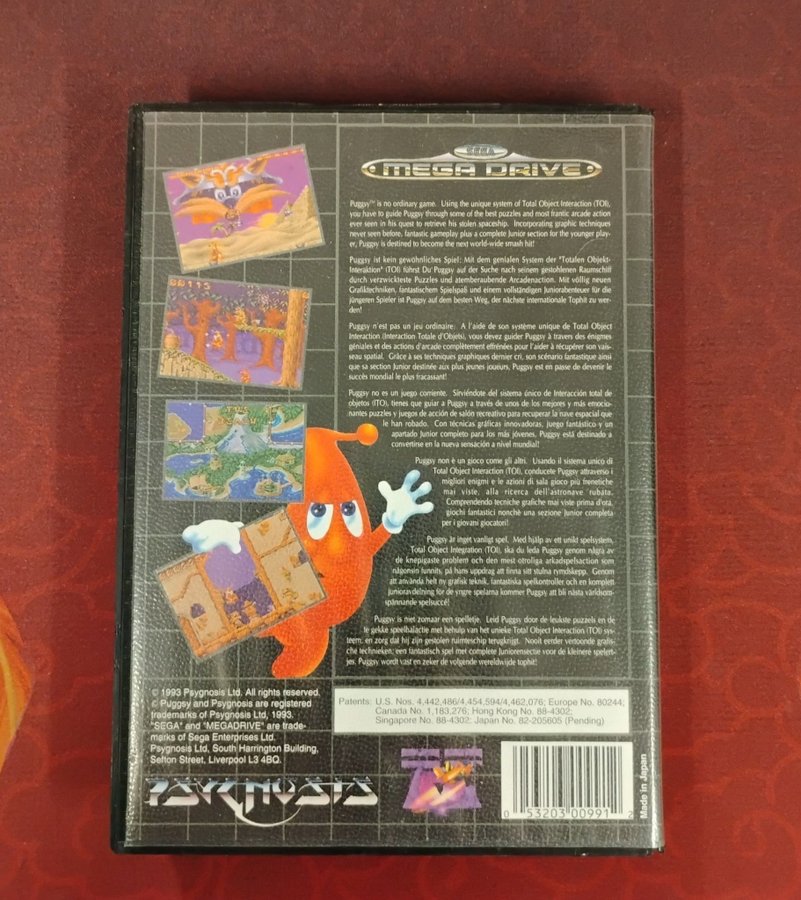 SEGA
MEGA DRIVE
Puggsy™ is no ordinary game. Using the unique system of Total Object Interaction (TOI),
you have to guide Puggsy through some of the best puzzles and most frantic arcade action
ever seen in his quest to retrieve his stolen spaceship. Incorporating graphic techniques
never seen before, fantastic gameplay plus a complete Junior section for the younger play-
er, Puggsy is destined to become the next world-wide smash hit!
Puggsy ist kein gewöhnliches Spiel: Mit dem genialen System der "Totalen Objekt-
Interaktion" (TOI) führst Du Puggsy auf der Suche nach seinem gestohlenen Raumschiff
durch verzwickteste Puzzles und atemberaubende Arcadenaction. Mit völlig neuen
Grafiktechniken, fantastischem Spielspaß und einem vollständigen Juniorabenteuer für die
jüngeren Spieler ist Puggsy auf dem besten Weg, der nächste internationale Tophit zu wer-
den!
Puggsy n'est pas un jeu ordinaire. A l'aide de son système unique de Total Object
Interaction (Interaction Totale d'Objets), vous devez guider Puggsy à travers des énigmes
géniales et des actions d'arcade complètement effrénées pour l'aider à récupérer son vais-
seau spatial. Grâce à ses techniques graphiques dernier cri, son scénario fantastique ainsi
que sa section Junior destinée aux plus jeunes joueurs, Puggsy est en passe de devenir le
succès mondial le plus fracassant!
Puggsy no es un juego corriente. Sirviéndote del sistema único de Interacción total de
objetos (ITO), tienes que guiar a Puggsy a través de unos de los mejores y más emocio-
nantes puzzles y juegos de acción de salón recreativo para recuperar la nave espacial que
le han robado. Con técnicas gráficas innovadoras, juego fantástico y un
apartado Junior completo para los más jóvenes, Puggsy está destinado a
convertirse en la nueva sensación a nivel mundial!
Puggsy non è un gioco come gli altri. Usando il sistema unico di
Total Object Interaction (TOI), conducete Puggsy attraverso i
migliori enigmi e le azioni di sala gioco più frenetiche
mai viste, alla ricerca dell'astronave rubata.
Comprendendo tecniche grafiche mai viste prima d'ora,
giochi fantastici nonchè una sezione Junior completa
per i giovani giocatori!
Puggsy är inget vanligt spel. Med hjälp av ett unikt spelsystem,
Total Object Integration (TOI), ska du leda Puggsy genom några av
de knepigaste problem och den mest otroliga arkadspelsaction som
någonsin funnits, på hans uppdrag att finna sitt stulna rymdskepp. Genom
att använda helt ny grafisk teknik, fantastiska spelkontroller och en komplett
junioravdelning för de yngre spelarna kommer Puggsy att bli nästa världsom-
spännande spelsuccé!
Puggsy is niet zomaar een spelletje. Leid Puggsy door de leukste puzzels en de
te gekke speelhalactie met behulp van het unieke Total Object Interaction (TOI) sys-
teem, en zorg dat hij zijn gestolen ruimteschip terugkrijgt. Nooit eerder vertoonde grafis-
che technieken, een fantastisch spel met complete Juniorensectie voor de kleinere spelert-
jes, Puggsy wordt vast en zeker de volgende wereldwijde tophit!
© 1993 Psygnosis Ltd. All rights reserved.
© Puggsy and Psygnosis are registered
trademarks of Psygnosis Ltd, 1993.
"SEGA" and "MEGADRIVE" are trade-
marks of Sega Enterprises Ltd.
Psygnosis Ltd, South Harrington Building,
Sefton Street, Liverpool L3 4BQ.
PSYGNOSIS
Patents: U.S. Nos. 4,442,486/4,454,594/4,462,076; Europe No. 80244;
Canada No. 1,183,276; Hong Kong No. 88-4302;
Singapore No. 88-4302: Japan No. 82-205605 (Pending)
0 53203 00991 2
Made in Japan